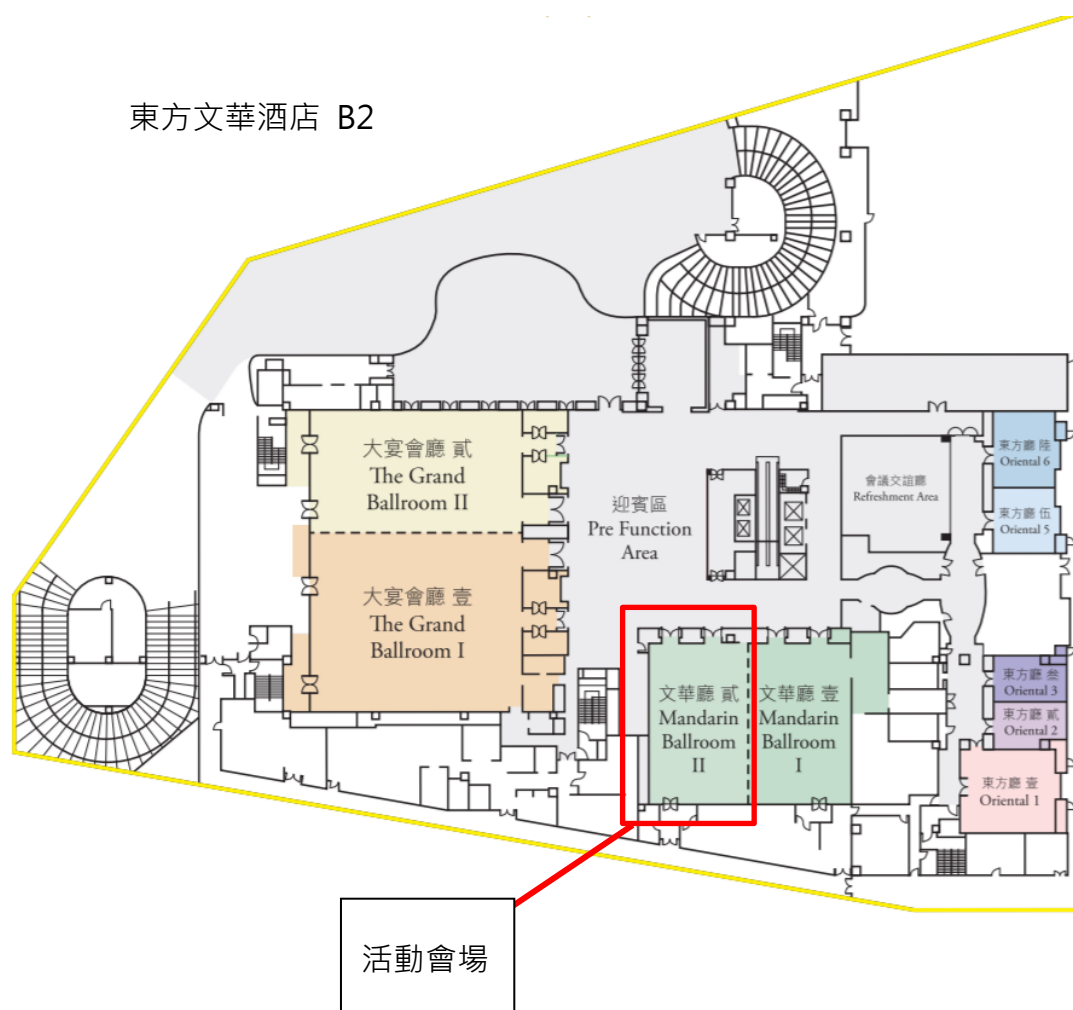 東方文華酒店 B2
大宴會廳 貳
The Grand
Ballroom II
迎賓區
Pre Function
Area
會議交誼廳
Refreshment Area
東方廳 陸
Oriental 6
東方廳 伍
Oriental 5
大宴會廳 壹
The Grand
Ballroom I
文華廳 貳
Mandarin
Ballroom
II
文華廳 壹
Mandarin
Ballroom
I
東方廳 叁
Oriental 3
東方廳 貳
Oriental 2
東方廳 壹
Oriental 1
活動會場